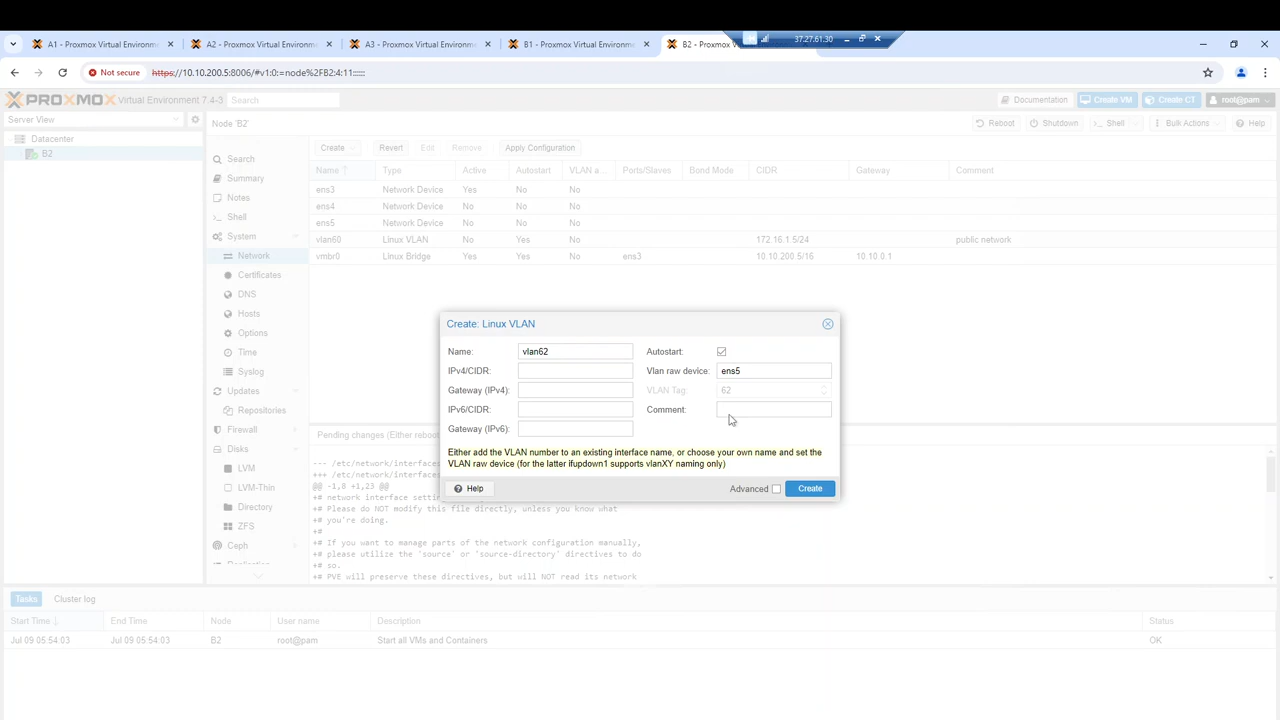 A1 - Proxmox Virtual Environme
A2 - Proxmox Virtual Environme
A3 - Proxmox Virtual Environme
B1 - Proxmox Virtual Environme
B2 - Proxmox Virtual
37.27.61.30
Not secure
https://10.10.200.5:8006/#v1:0:=node%2FB2:4:11::::::
PROXMOX Virtual Environment 7.4-3
Search
Documentation
Create VM
Create CT
root@pam
Server View
Node 'B2'
Reboot
Shutdown
Shell
Bulk Actions
Help
Datacenter
B2
Search
Summary
Notes
Shell
System
Network
Certificates
DNS
Hosts
Options
Time
Syslog
Updates
Repositories
Firewall
Disks
LVM
LVM-Thin
Directory
ZFS
Ceph
Replication
Create
Revert
Edit
Remove
Apply Configuration
Name Type Active Autostart VLAN a... Ports/Slaves Bond Mode CIDR Gateway Comment
ens3 Network Device Yes No No
ens4 Network Device No No No
ens5 Network Device No No No
vlan60 Linux VLAN No Yes No 172.16.1.5/24 public network
vmbr0 Linux Bridge Yes Yes No ens3 10.10.200.5/16 10.10.0.1
Create: Linux VLAN
Name: vlan62
Autostart:
IPv4/CIDR:
Vlan raw device: ens5
Gateway (IPv4):
VLAN Tag: 62
IPv6/CIDR:
Comment:
Gateway (IPv6):
Either add the VLAN number to an existing interface name, or choose your own name and set the
VLAN raw device (for the latter ifupdown1 supports vlanXY naming only)
Help
Advanced
Create
Pending changes (Either reboot
--- /etc/network/interfaces
+++ /etc/network/interfaces
@@ -1,8 +1,23 @@
+# network interface sett
+# Please do NOT modify this file directly, unless you know what
+# you're doing.
+#
+# If you want to manage parts of the network configuration manually,
+# please utilize the 'source' or 'source-directory' directives to do
+# so.
+# PVE will preserve these directives, but will NOT read its network
Tasks
Cluster log
Start Time End Time Node User name Description Status
Jul 09 05:54:03 Jul 09 05:54:03 B2 root@pam Start all VMs and Containers OK